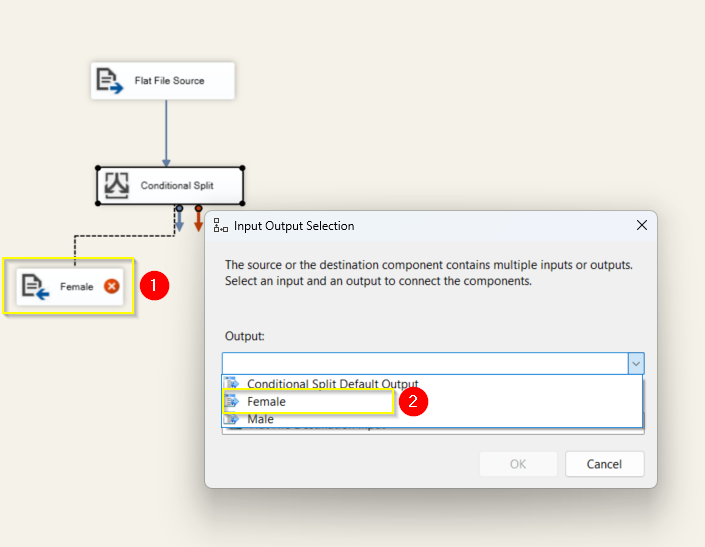 Flat File Source
Conditional Split
Input Output Selection
The source or the destination component contains multiple inputs or outputs.
Select an input and an output to connect the components.
Female
1
Output:
Conditional Split Default Output
Female
2
Male
OK
Cancel